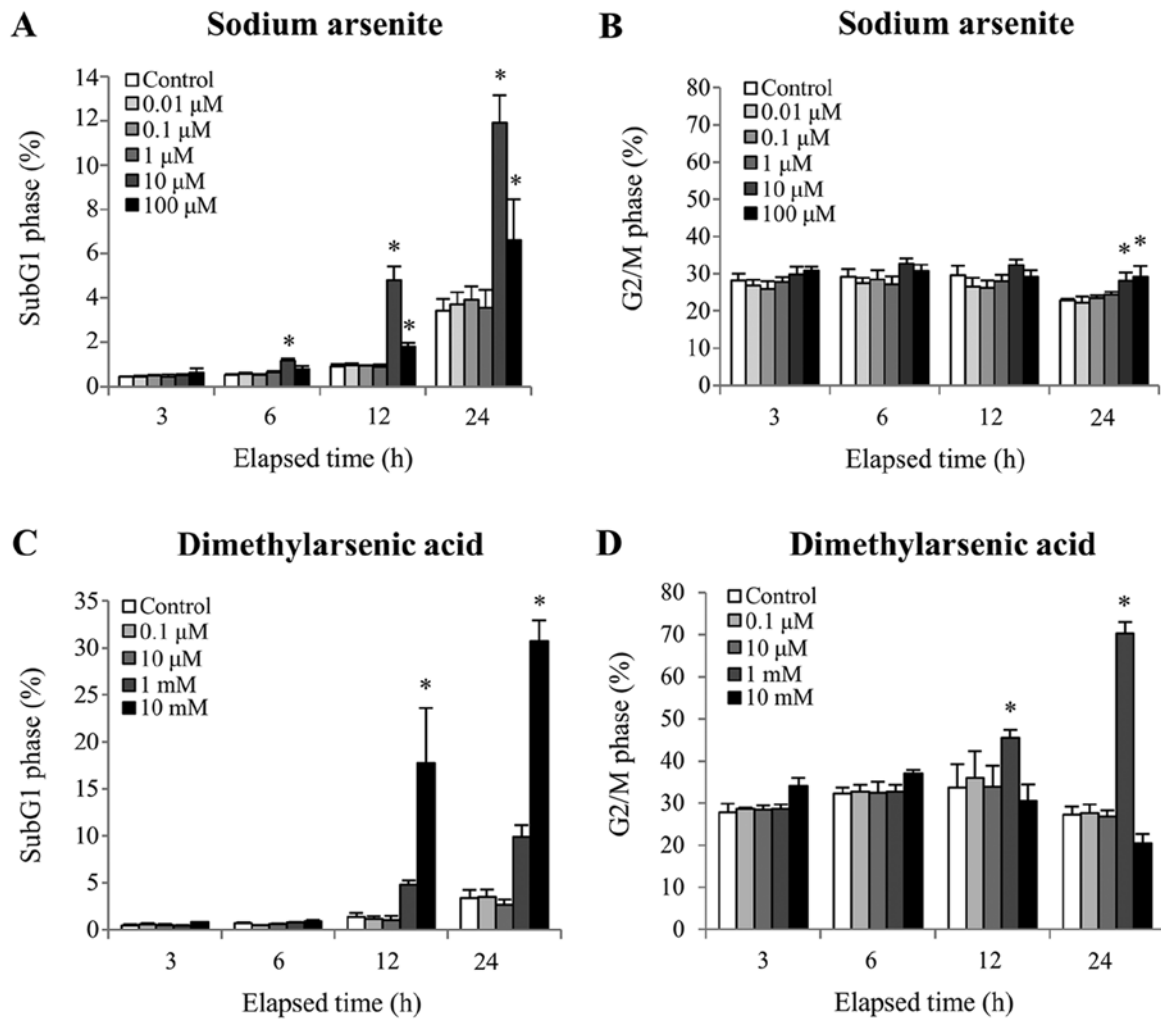 A
Sodium arsenite
SubG1 phase (%)
14
12
10
8
6
4
2
0
Control
0.01 µM
0.1 µM
1 µM
10 µM
100 µM
*
*
*
*
*
3 6 12 24
Elapsed time (h)
B
Sodium arsenite
G2/M phase (%)
80
70
60
50
40
30
20
10
0
Control
0.01 µM
0.1 µM
1 µM
10 µM
100 µM
* *
3 6 12 24
Elapsed time (h)
C
Dimethylarsenic acid
SubG1 phase (%)
35
30
25
20
15
10
5
0
Control
0.1 µM
10 µM
1 mM
10 mM
*
*
3 6 12 24
Elapsed time (h)
D
Dimethylarsenic acid
G2/M phase (%)
80
70
60
50
40
30
20
10
0
Control
0.1 µM
10 µM
1 mM
10 mM
*
*
3 6 12 24
Elapsed time (h)